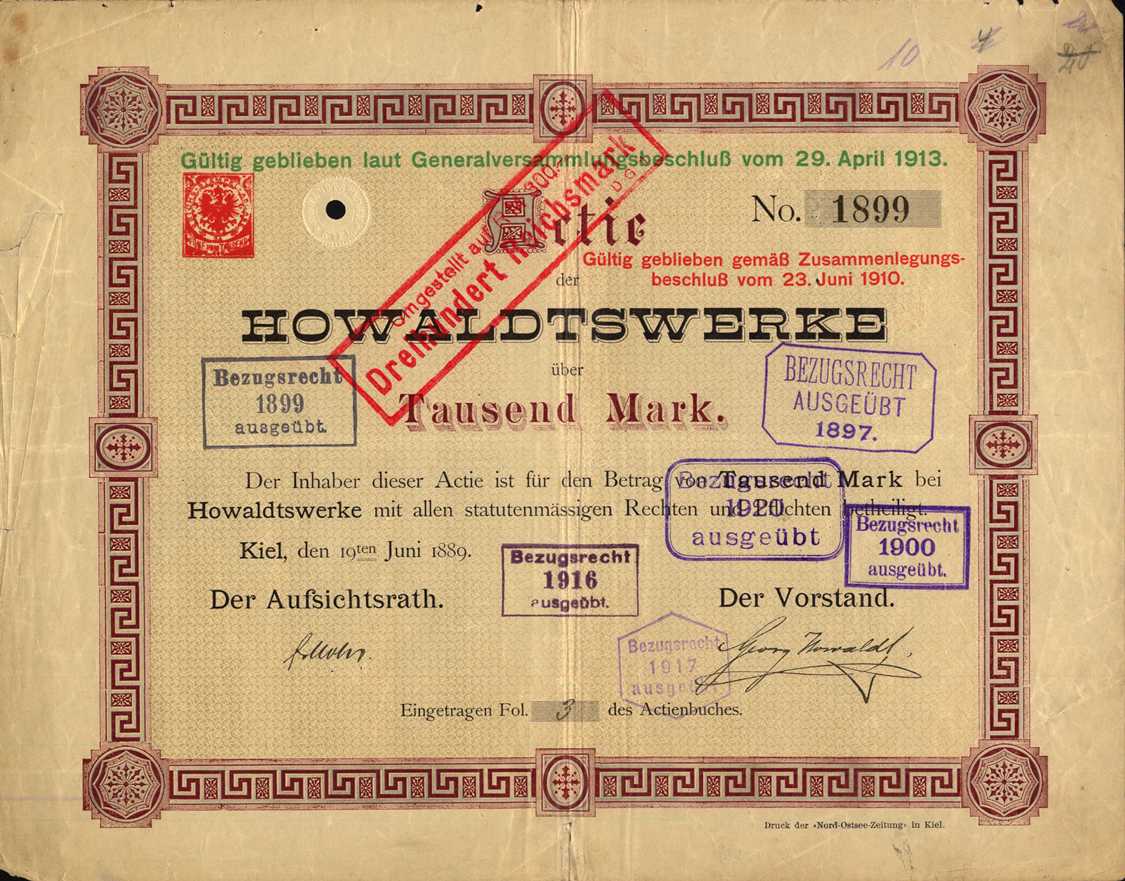 10
Gültig geblieben laut Generalversammlungsbeschluß vom 29. April 1913.
Actie
No. 1899
Umgestellt auf
Dreihundert Reichsmark
Gültig geblieben gemäß Zusammenlegungs-
beschluß vom 23. Juni 1910.
der
HOWALDTSWERKE
über
Tausend Mark.
Bezugsrecht
1899
ausgeübt.
BEZUGSRECHT
AUSGEÜBT
1897.
Der Inhaber dieser Actie ist für den Betrag von Tausend Mark bei
Howaldtswerke mit allen statutenmässigen Rechten und Pflichten betheiligt.
Bezugsrecht
1920
ausgeübt
Bezugsrecht
1900
ausgeübt.
Kiel, den 19ten Juni 1889.
Bezugsrecht
1916
ausgeübt.
Der Aufsichtsrath.
Der Vorstand.
Bezugsrecht
1917
ausgeübt
Georg Howaldt
Eingetragen Fol. 3 des Actienbuches.
Druck der «Nord-Ostsee-Zeitung» in Kiel.